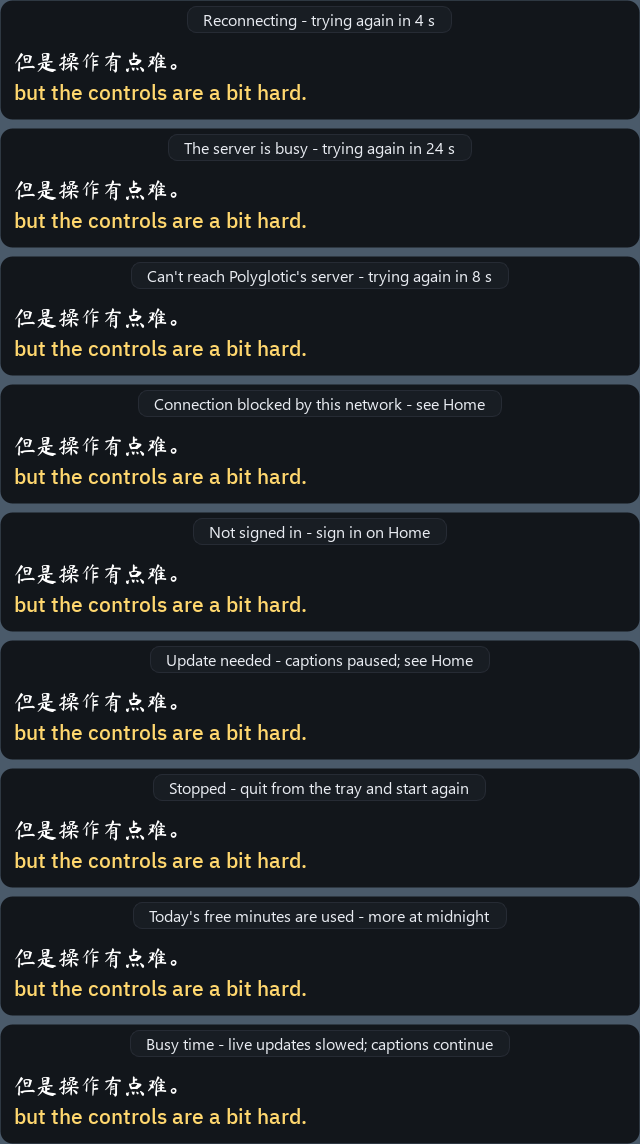 Reconnecting - trying again in 4 s
但是操作有点难。
but the controls are a bit hard.
The server is busy - trying again in 24 s
但是操作有点难。
but the controls are a bit hard.
Can't reach Polyglotic's server - trying again in 8 s
但是操作有点难。
but the controls are a bit hard.
Connection blocked by this network - see Home
但是操作有点难。
but the controls are a bit hard.
Not signed in - sign in on Home
但是操作有点难。
but the controls are a bit hard.
Update needed - captions paused; see Home
但是操作有点难。
but the controls are a bit hard.
Stopped - quit from the tray and start again
但是操作有点难。
but the controls are a bit hard.
Today's free minutes are used - more at midnight
但是操作有点难。
but the controls are a bit hard.
Busy time - live updates slowed; captions continue
但是操作有点难。
but the controls are a bit hard.